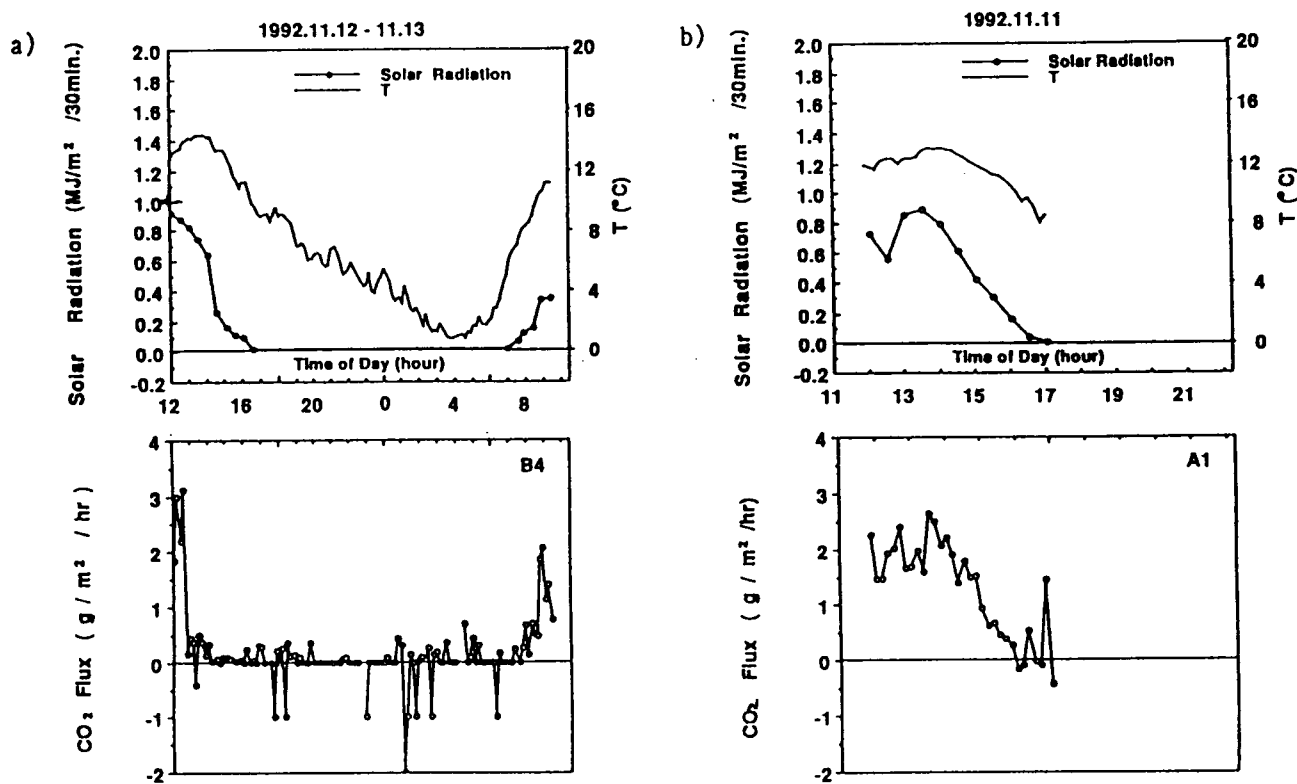 a)
1992.11.12 - 11.13
Solar Radiation (MJ/m² /30min.)
2.0
1.8
1.6
1.4
1.2
1.0
0.8
0.6
0.4
0.2
0.0
-0.2
Solar Radiation
T
20
16
12
8
4
0
T (°C)
Time of Day (hour)
12 16 20 0 4 8
CO₂ Flux ( g / m² / hr )
4
3
2
1
0
-1
-2
B4
b)
1992.11.11
Solar Radiation (MJ/m² /30min.)
2.0
1.8
1.6
1.4
1.2
1.0
0.8
0.6
0.4
0.2
0.0
-0.2
Solar Radiation
T
20
16
12
8
4
0
T (°C)
Time of Day (hour)
11 13 15 17 19 21
CO₂ Flux ( g / m² /hr)
4
3
2
1
0
-1
-2
A1